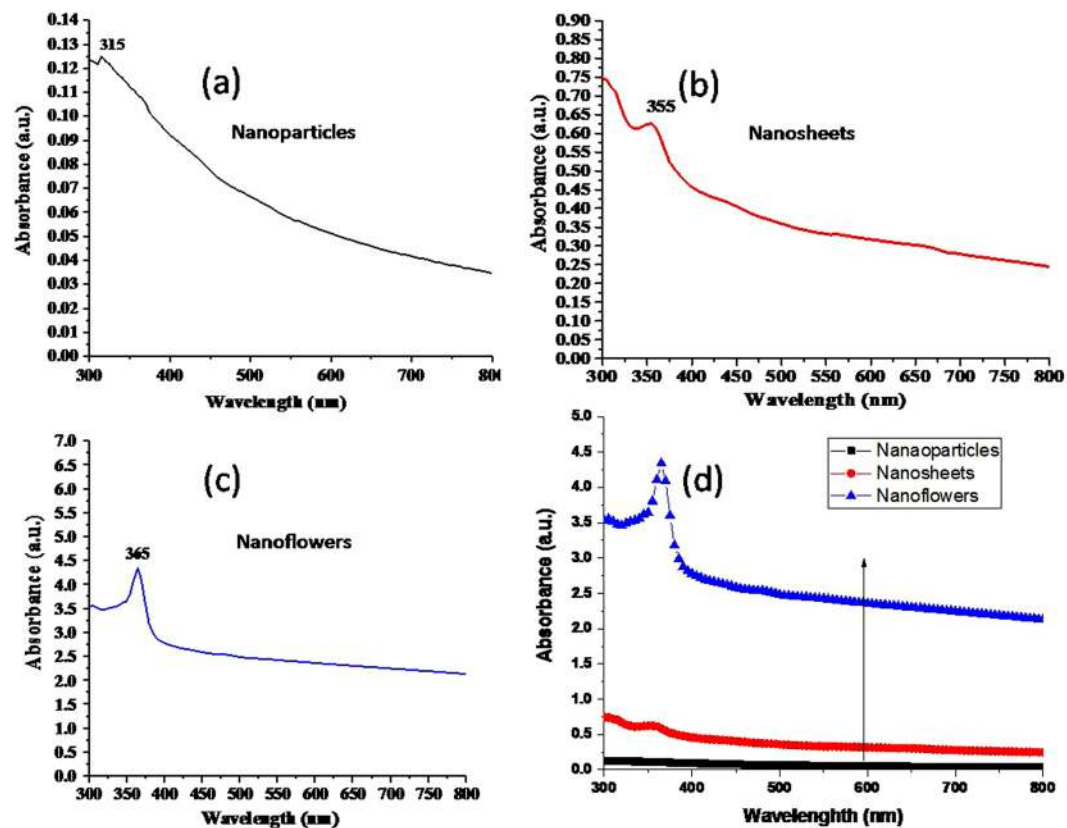 0.14
0.13
0.12
0.11
0.10
0.09
0.08
0.07
0.06
0.05
0.04
0.03
0.02
0.01
0.00
Absorbance (a.u.)
315
(a)
Nanoparticles
300 400 500 600 700 800
Wavelength (nm)
0.90
0.85
0.80
0.75
0.70
0.65
0.60
0.55
0.50
0.45
0.40
0.35
0.30
0.25
0.20
0.15
0.10
0.05
0.00
Absorbance (a.u.)
355
(b)
Nanosheets
300 350 400 450 500 550 600 650 700 750 800
Wavelength (nm)
7.0
6.5
6.0
5.5
5.0
4.5
4.0
3.5
3.0
2.5
2.0
1.5
1.0
0.5
0.0
Absorbance (a.u.)
(c)
365
Nanoflowers
300 350 400 450 500 550 600 650 700 750 800
Wavelength (nm)
5.0
4.5
4.0
3.5
3.0
2.5
2.0
1.5
1.0
0.5
0.0
Absorbance (a.u.)
(d)
Nanaoparticles
Nanosheets
Nanoflowers
300 400 500 600 700 800
Wavelenghth (nm)